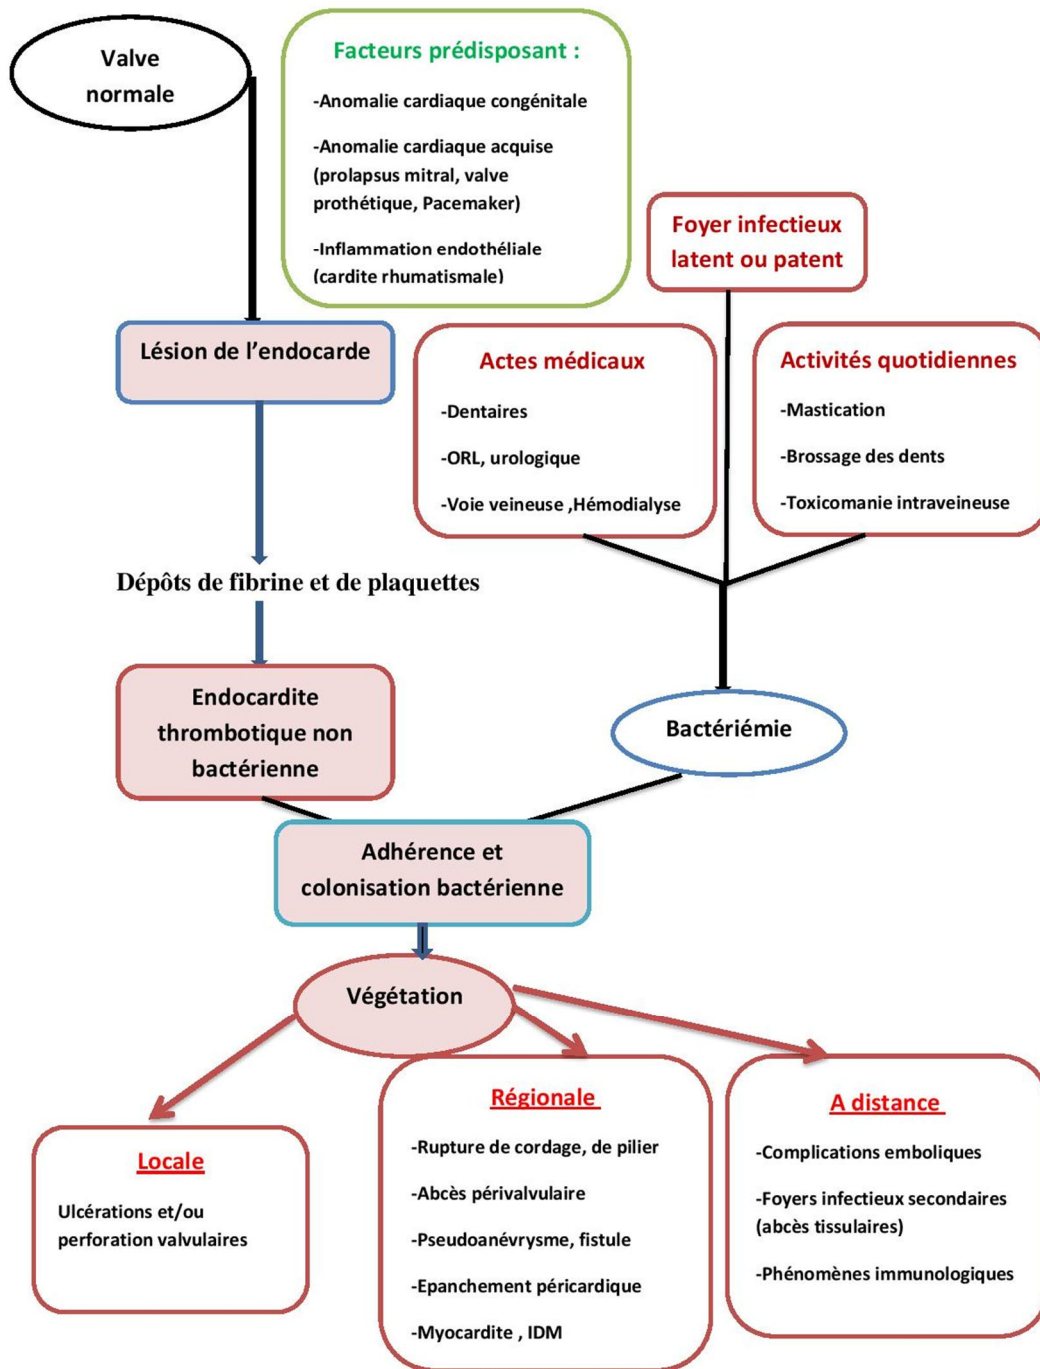 Valve
normale
Facteurs prédisposant :
-Anomalie cardiaque congénitale
-Anomalie cardiaque acquise
(prolapsus mitral, valve
prothétique, Pacemaker)
-Inflammation endothéliale
(cardite rhumatismale)
Foyer infectieux
latent ou patent
Lésion de l’endocarde
Actes médicaux
-Dentaires
-ORL, urologique
-Voie veineuse ,Hémodialyse
Activités quotidiennes
-Mastication
-Brossage des dents
-Toxicomanie intraveineuse
Dépôts de fibrine et de plaquettes
Endocardite
thrombotique non
bactérienne
Bactériémie
Adhérence et
colonisation bactérienne
Végétation
Locale
Ulcérations et/ou
perforation valvulaires
Régionale
-Rupture de cordage, de pilier
-Abcès périvalvulaire
-Pseudoanévrysme, fistule
-Epanchement péricardique
-Myocardite , IDM
A distance
-Complications emboliques
-Foyers infectieux secondaires
(abcès tissulaires)
-Phénomènes immunologiques